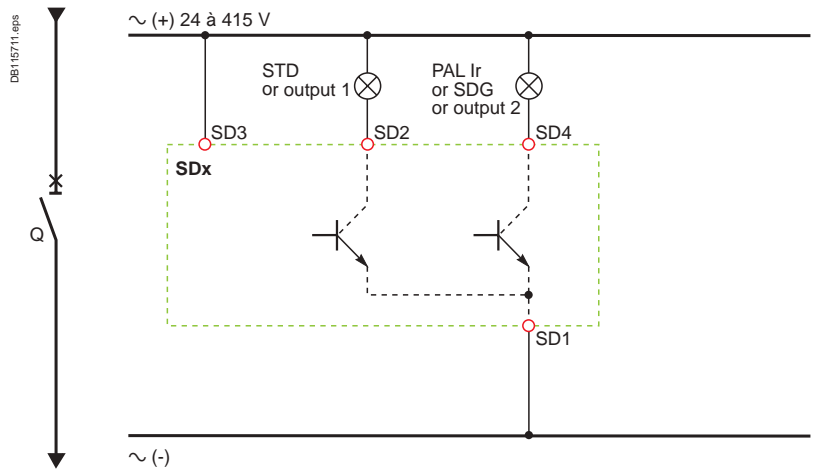 DB115711.eps
∼ (+) 24 à 415 V
STD
or output 1
PAL Ir
or SDG
or output 2
SD3
SD2
SD4
SDx
Q
SD1
∼ (-)